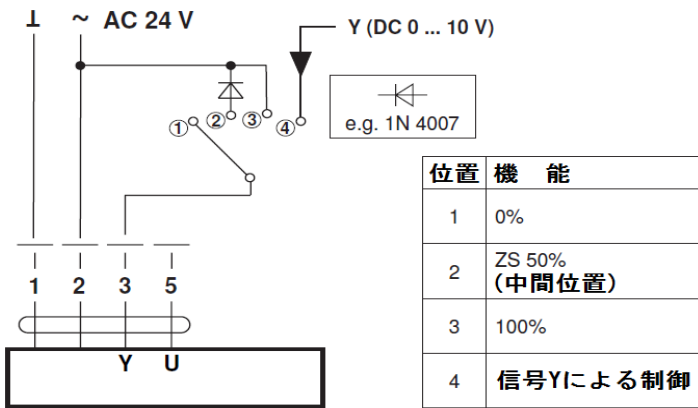 ⊥ ~ AC 24 V
Y (DC 0 ... 10 V)
① ② ③ ④
e.g. 1N 4007
1 2 3 5
Y U
位置 機 能
1 0%
2 ZS 50%
(中間位置)
3 100%
4 信号Yによる制御